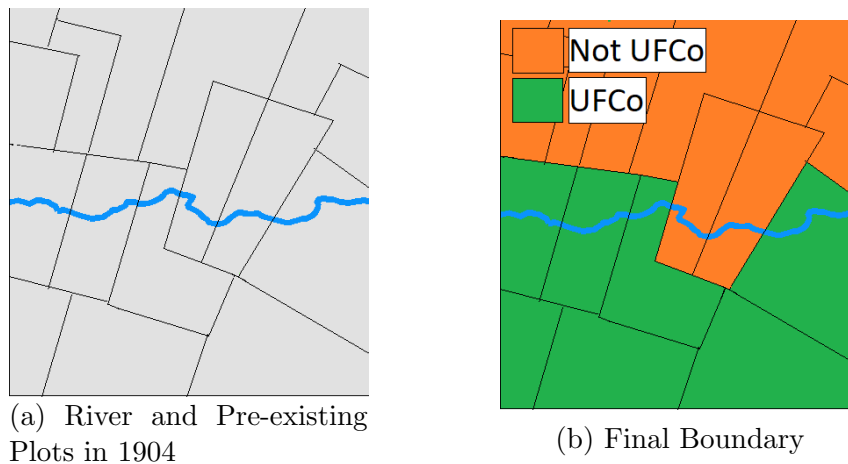 Not UFCo
UFCo
(a) River and Pre-existing
Plots in 1904
(b) Final Boundary